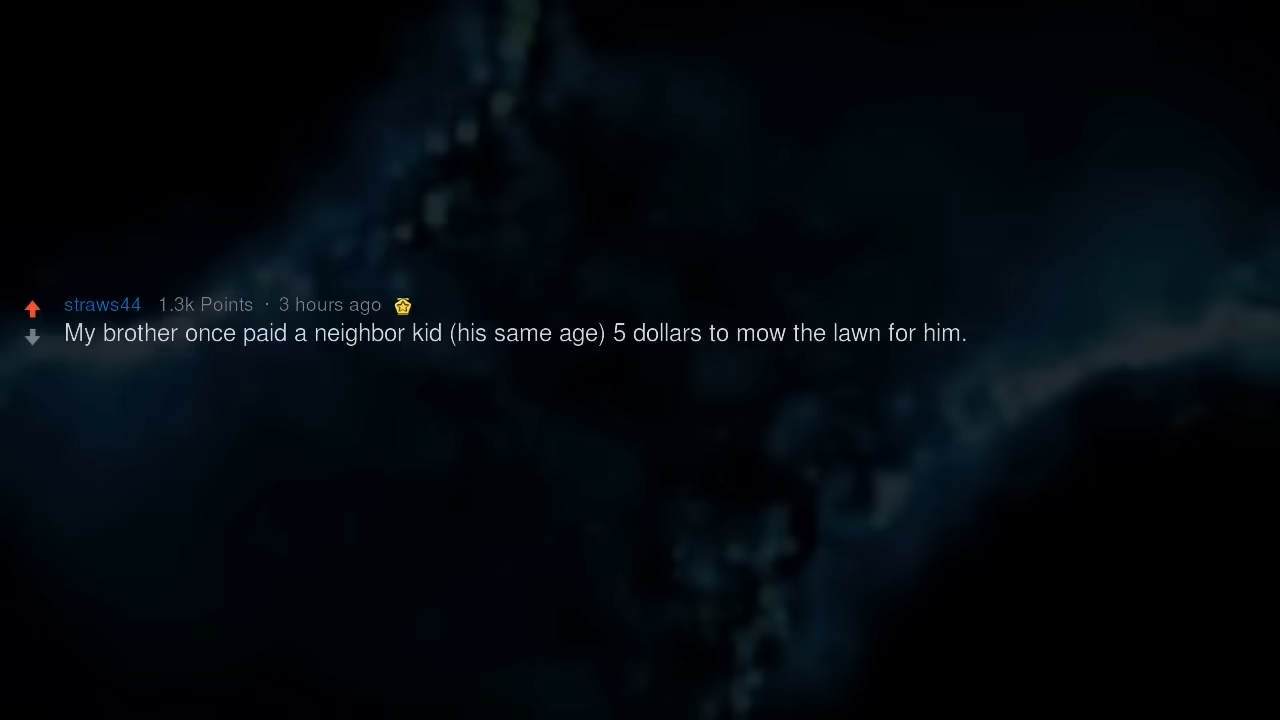 straws44 1.3k Points · 3 hours ago
My brother once paid a neighbor kid (his same age) 5 dollars to mow the lawn for him.